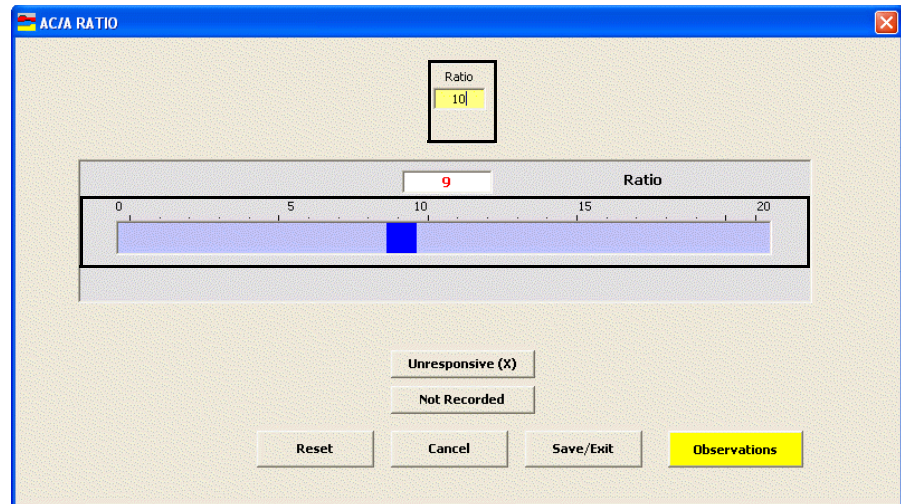 AC/A RATIO
Ratio
10
9 Ratio
0 5 10 15 20
Unresponsive (X)
Not Recorded
Reset Cancel Save/Exit Observations